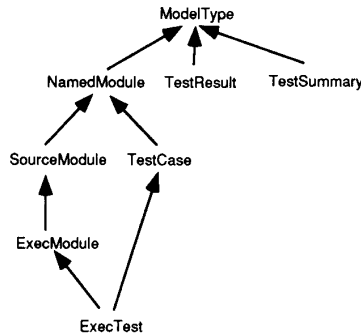 ModelType
NamedModule TestResult TestSummary
SourceModule TestCase
ExecModule
ExecTest